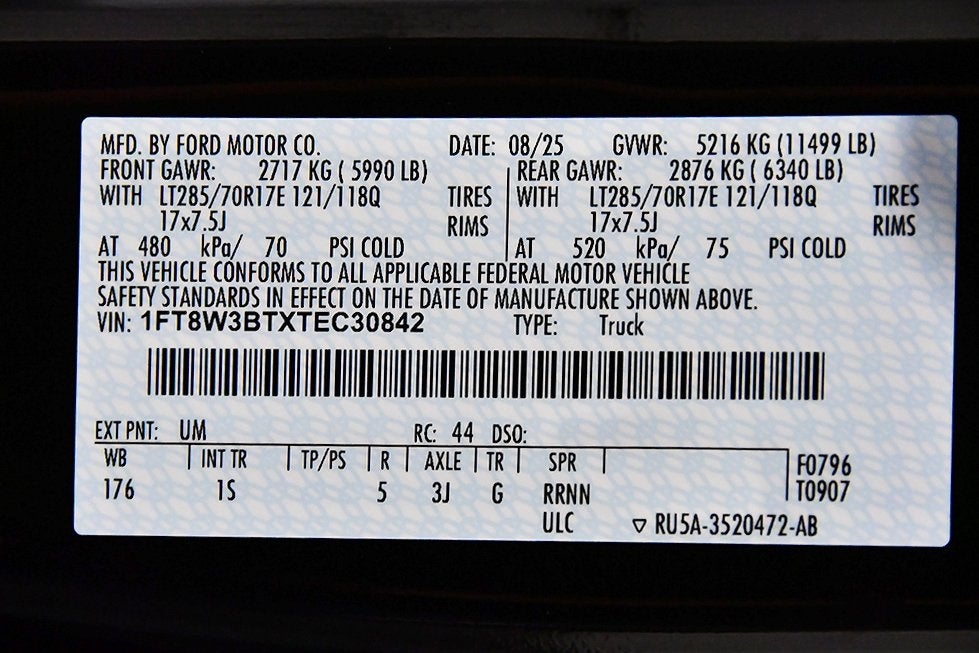 MFD. BY FORD MOTOR CO. DATE: 08/25 GVWR: 5216 KG (11499 LB)
FRONT GAWR: 2717 KG ( 5990 LB) REAR GAWR: 2876 KG ( 6340 LB)
WITH LT285/70R17E 121/118Q TIRES WITH LT285/70R17E 121/118Q TIRES
17x7.5J RIMS 17x7.5J RIMS
AT 480 kPa/ 70 PSI COLD AT 520 kPa/ 75 PSI COLD
THIS VEHICLE CONFORMS TO ALL APPLICABLE FEDERAL MOTOR VEHICLE
SAFETY STANDARDS IN EFFECT ON THE DATE OF MANUFACTURE SHOWN ABOVE.
VIN: 1FT8W3BTXTEC30842 TYPE: Truck
EXT PNT: UM RC: 44 DSO:
WB INT TR TP/PS R AXLE TR SPR F0796
176 1S 5 3J G RRNN T0907
ULC ▽ RU5A-3520472-AB